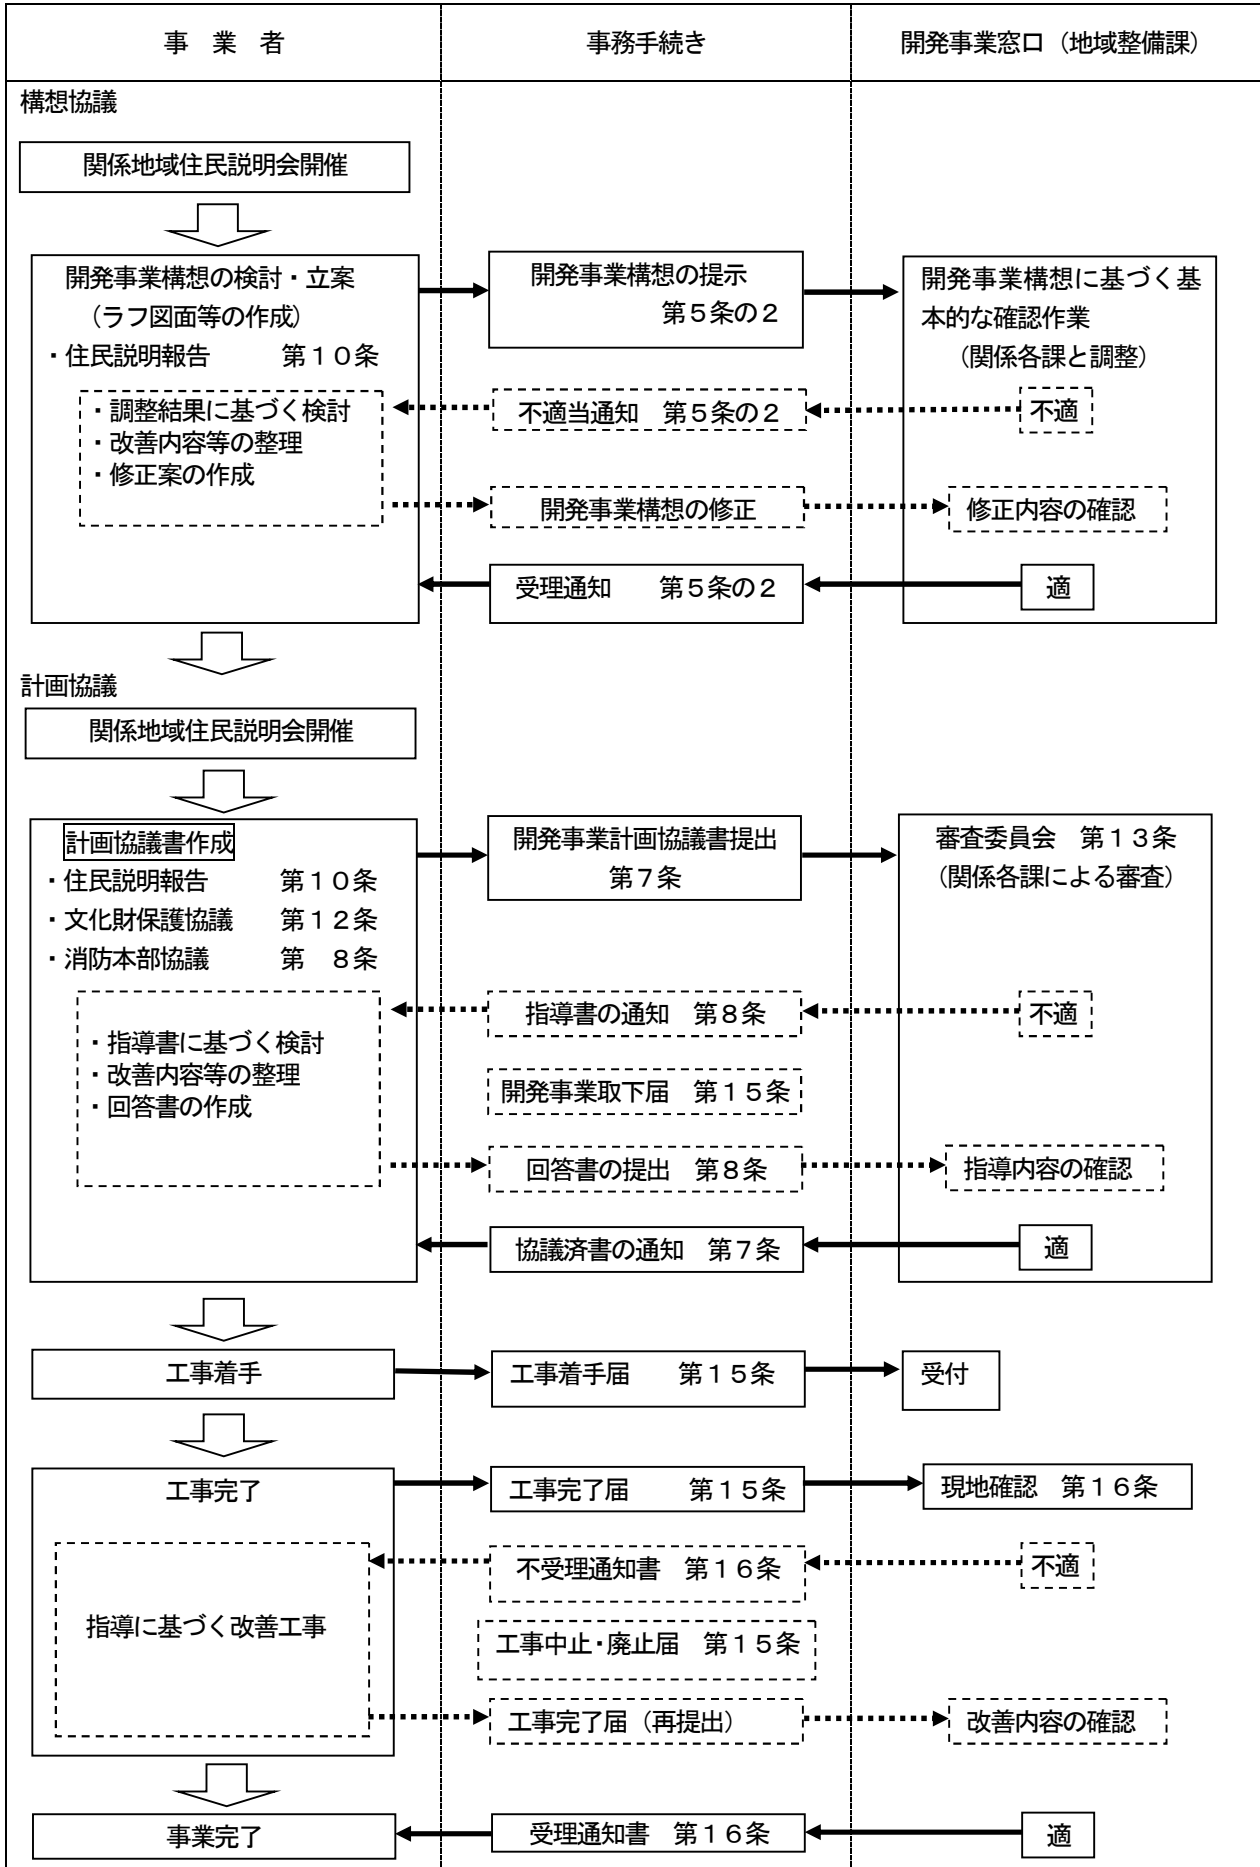 事　業　者
事務手続き
開発事業窓口（地域整備課）
構想協議
関係地域住民説明会開催
開発事業構想の検討・立案
（ラフ図面等の作成）
・住民説明報告　　　第１０条
・調整結果に基づく検討
・改善内容等の整理
・修正案の作成
開発事業構想の提示
第５条の２
開発事業構想に基づく基
本的な確認作業
（関係各課と調整）
不適当通知　第５条の２
不適
開発事業構想の修正
修正内容の確認
受理通知　　第５条の２
適
計画協議
関係地域住民説明会開催
計画協議書作成
・住民説明報告　　　第１０条
・文化財保護協議　　第１２条
・消防本部協議　　　第　８条
・指導書に基づく検討
・改善内容等の整理
・回答書の作成
開発事業計画協議書提出
第７条
審査委員会　第１３条
（関係各課による審査）
指導書の通知　第８条
不適
開発事業取下届　第１５条
回答書の提出　第８条
指導内容の確認
協議済書の通知　第７条
適
工事着手
工事着手届　　第１５条
受付
工事完了
工事完了届　　第１５条
現地確認　第１６条
不受理通知書　第１６条
不適
指導に基づく改善工事
工事中止・廃止届　第１５条
工事完了届（再提出）
改善内容の確認
事業完了
受理通知書　第１６条
適